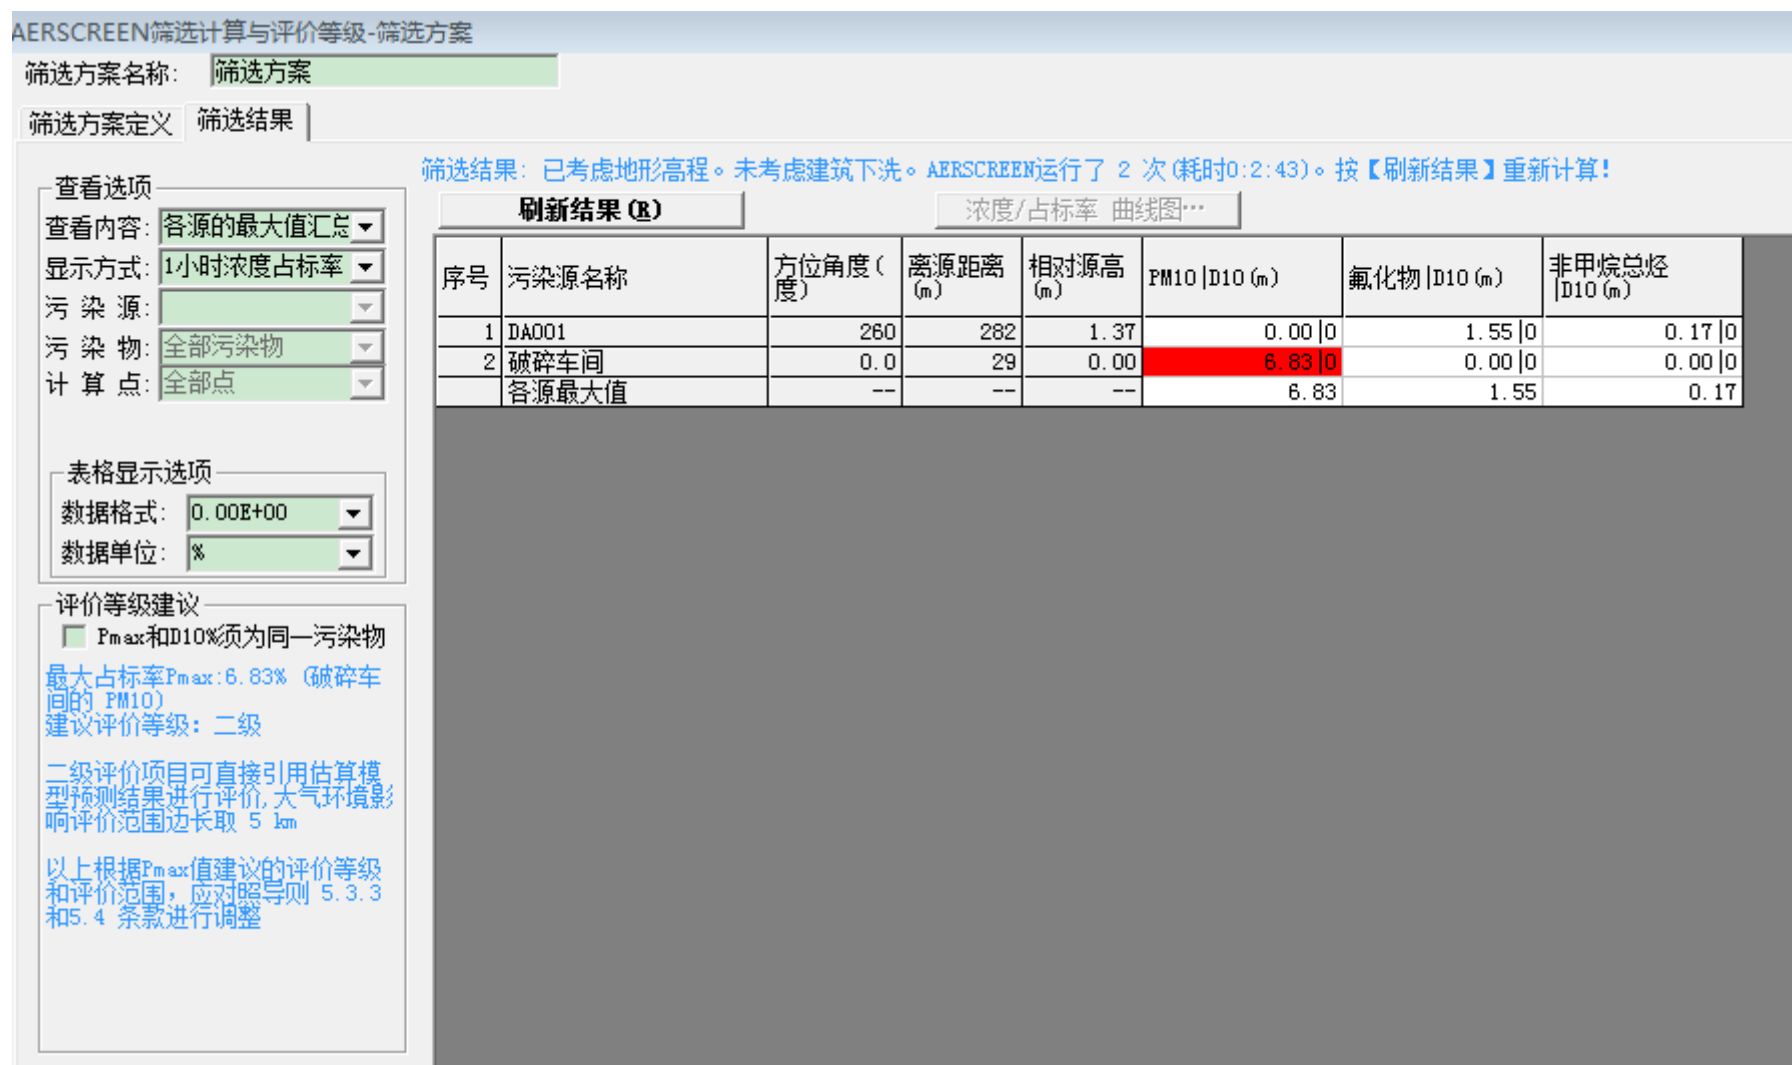 AERSCREEN筛选计算与评价等级-筛选方案
筛选方案名称: 筛选方案
筛选方案定义 筛选结果
筛选结果: 已考虑地形高程。未考虑建筑下洗。AERSCREEN运行了 2 次(耗时0:2:43)。按【刷新结果】重新计算!
刷新结果(R) 浓度/占标率 曲线图…
查看选项
查看内容: 各源的最大值汇总
显示方式: 1小时浓度占标率
污 染 源:
污 染 物: 全部污染物
计 算 点: 全部点
表格显示选项
数据格式: 0.00E+00
数据单位: %
评价等级建议
Pmax和D10%须为同一污染物
最大占标率Pmax:6.83% (破碎车
间的 PM10)
建议评价等级: 二级
二级评价项目可直接引用估算模
型预测结果进行评价,大气环境影
响评价范围边长取 5 km
以上根据Pmax值建议的评价等级
和评价范围, 应对照导则 5.3.3
和5.4 条款进行调整
序号 污染源名称 方位角度(度) 离源距离(m) 相对源高(m) PM10|D10(m) 氟化物|D10(m) 非甲烷总烃|D10(m)
1 DA001 260 282 1.37 0.00|0 1.55|0 0.17|0
2 破碎车间 0.0 29 0.00 6.83|0 0.00|0 0.00|0
各源最大值 -- -- -- 6.83 1.55 0.17